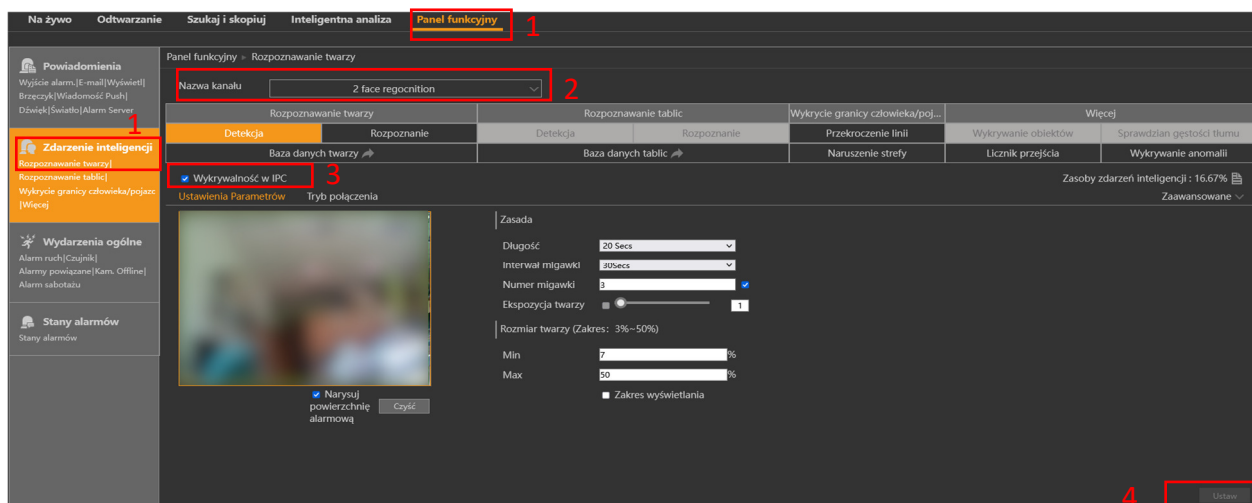 Na żywo Odtwarzanie Szukaj i skopiuj Inteligentna analiza Panel funkcyjny 1
Panel funkcyjny ▸ Rozpoznawanie twarzy
Powiadomienia
Wyjście alarm.|E-mail|Wyświetl|
Brzęczyk|Wiadomość Push|
Dźwięk|Światło|Alarm Server
1
Zdarzenie inteligencji
Rozpoznawanie twarzy|
Rozpoznawanie tablic|
Wykrycie granicy człowieka/pojazc
|Więcej
Wydarzenia ogólne
Alarm ruch|Czujnik|
Alarmy powiązane|Kam. Offline|
Alarm sabotażu
Stany alarmów
Stany alarmów
Nazwa kanału 2 face regocnition 2
Rozpoznawanie twarzy Rozpoznawanie tablic Wykrycie granicy człowieka/poj... Więcej
Detekcja Rozpoznanie Detekcja Rozpoznanie Przekroczenie linii Wykrywanie obiektów Sprawdzian gęstości tłumu
Baza danych twarzy Baza danych tablic Naruszenie strefy Licznik przejścia Wykrywanie anomalii
Wykrywalność w IPC 3 Zasoby zdarzeń inteligencji : 16.67%
Ustawienia Parametrów Tryb połączenia Zaawansowane
Zasada
Długość 20 Secs
Interwał migawki 30Secs
Numer migawki 3
Ekspozycja twarzy 1
Rozmiar twarzy (Zakres: 3%~50%)
Min 7 %
Max 50 %
Zakres wyświetlania
Narysuj
powierzchnię
alarmową
Czyść
4 Ustaw